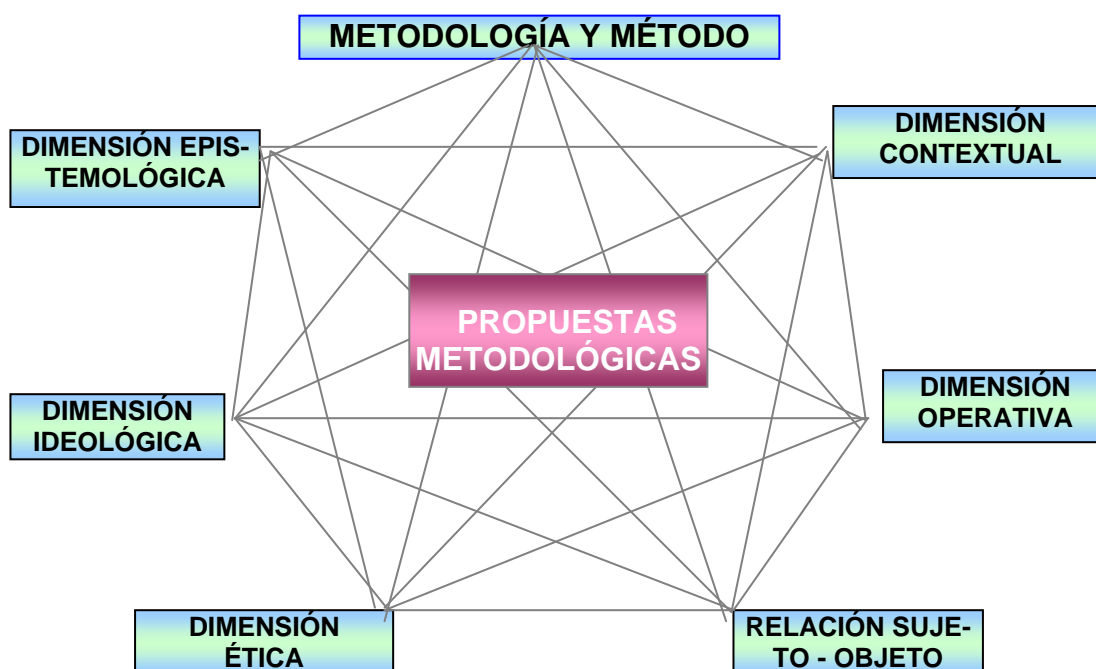 METODOLOGÍA Y MÉTODO
DIMENSIÓN EPIS-
TEMOLÓGICA
DIMENSIÓN
CONTEXTUAL
PROPUESTAS
METODOLÓGICAS
DIMENSIÓN
IDEOLÓGICA
DIMENSIÓN
OPERATIVA
DIMENSIÓN
ÉTICA
RELACIÓN SUJE-
TO - OBJETO